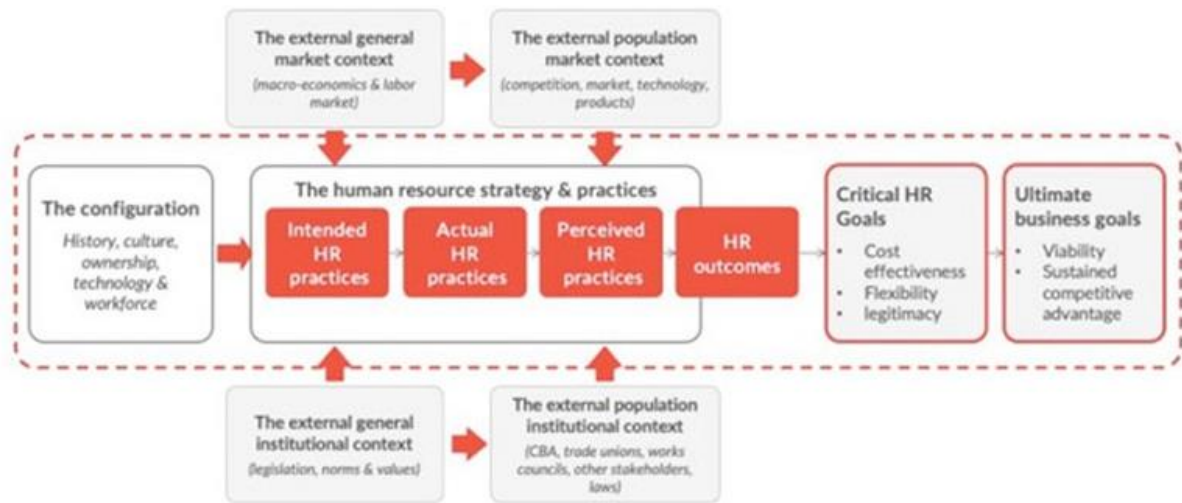 The external general
market context
(macro-economics & labor
market)
The external population
market context
(competition, market, technology,
products)
The configuration
History, culture,
ownership,
technology &
workforce
The human resource strategy & practices
Intended
HR
practices
Actual
HR practices
Perceived
HR practices
HR
outcomes
Critical HR
Goals
• Cost
effectiveness
• Flexibility
• legitimacy
Ultimate
business goals
• Viability
• Sustained
competitive
advantage
The external general
institutional context
(legislation, norms & values)
The external population
institutional context
(CBA, trade unions, works
councils, other stakeholders,
laws)